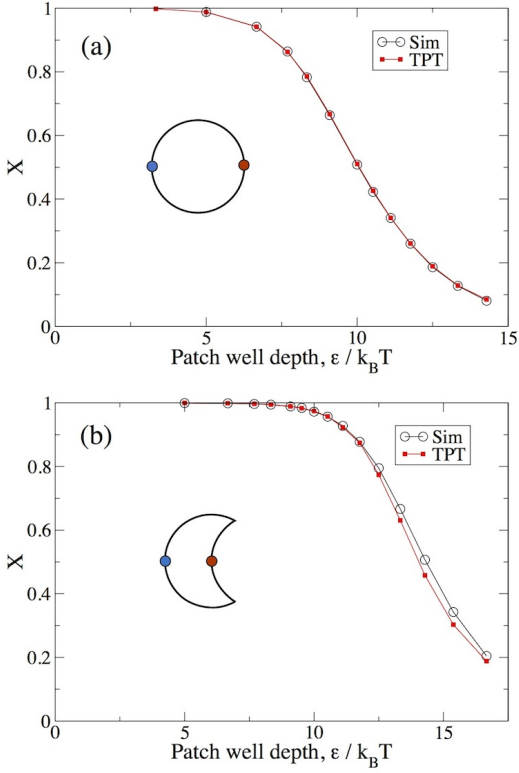 1
0.8
0.6
0.4
0.2
0
X
(a)
Sim
TPT
0 5 10 15
Patch well depth, ε / k_BT
1
0.8
0.6
0.4
0.2
0
X
(b)
Sim
TPT
0 5 10 15
Patch well depth, ε / k_BT